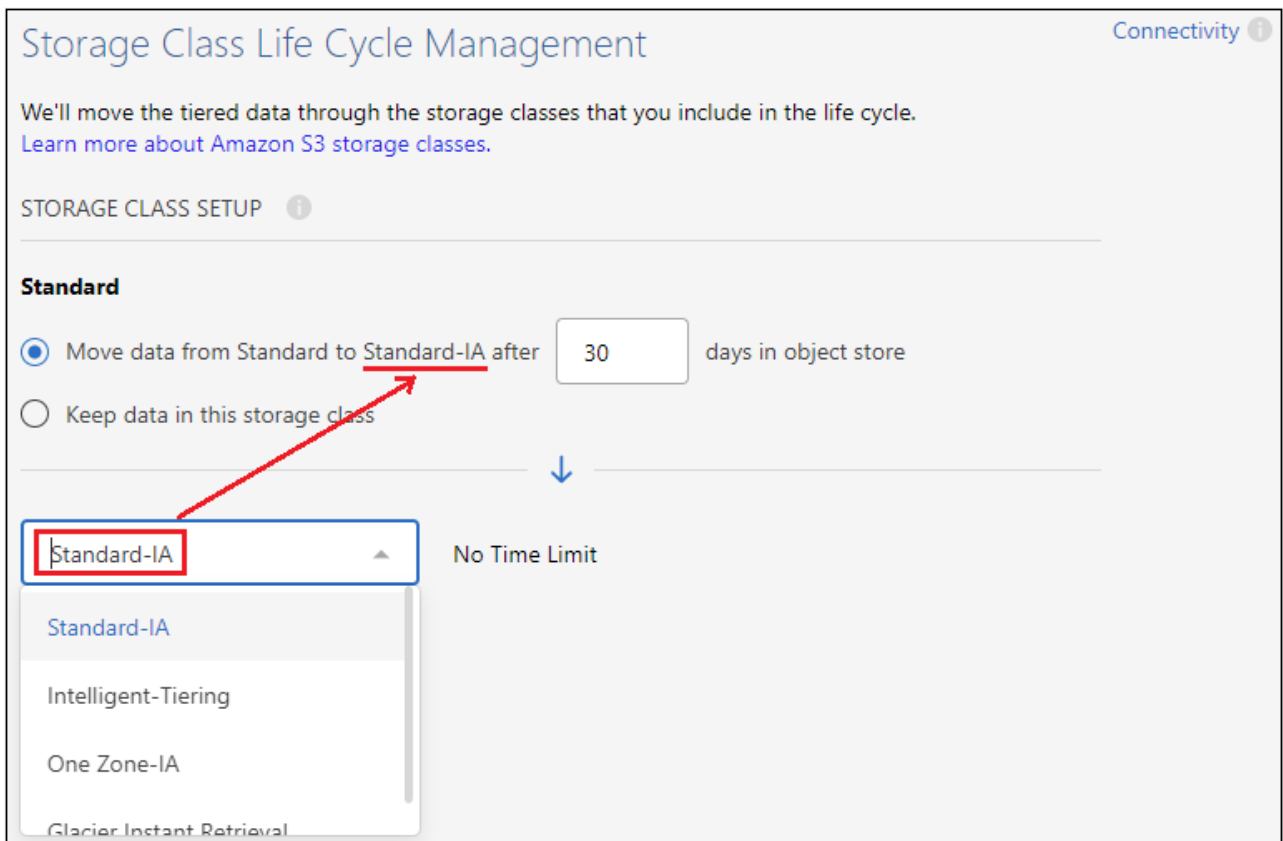 Storage Class Life Cycle Management
Connectivity
We'll move the tiered data through the storage classes that you include in the life cycle.
Learn more about Amazon S3 storage classes.
STORAGE CLASS SETUP
Standard
Move data from Standard to Standard-IA after 30 days in object store
Keep data in this storage class
Standard-IA No Time Limit
Standard-IA
Intelligent-Tiering
One Zone-IA
Glacier Instant Retrieval